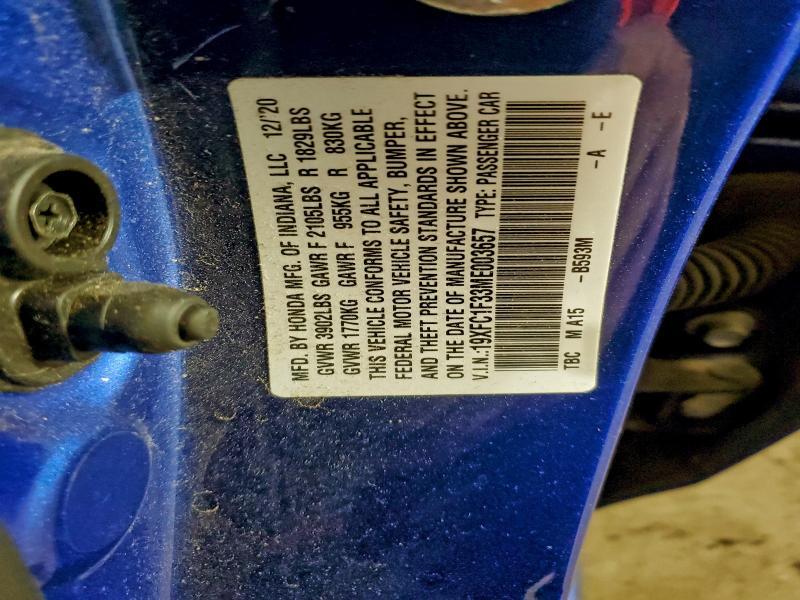 MFD. BY HONDA MFG. OF INDIANA, LLC 12/'20
GVWR 3902LBS GAWR F 2105LBS R 1829LBS
GVWR 1770KG GAWR F 955KG R 830KG
THIS VEHICLE CONFORMS TO ALL APPLICABLE
FEDERAL MOTOR VEHICLE SAFETY, BUMPER,
AND THEFT PREVENTION STANDARDS IN EFFECT
ON THE DATE OF MANUFACTURE SHOWN ABOVE.
V.I.N.:19XFC1F33ME003657 TYPE: PASSENGER CAR
TBC M A15 -B593M -A -E